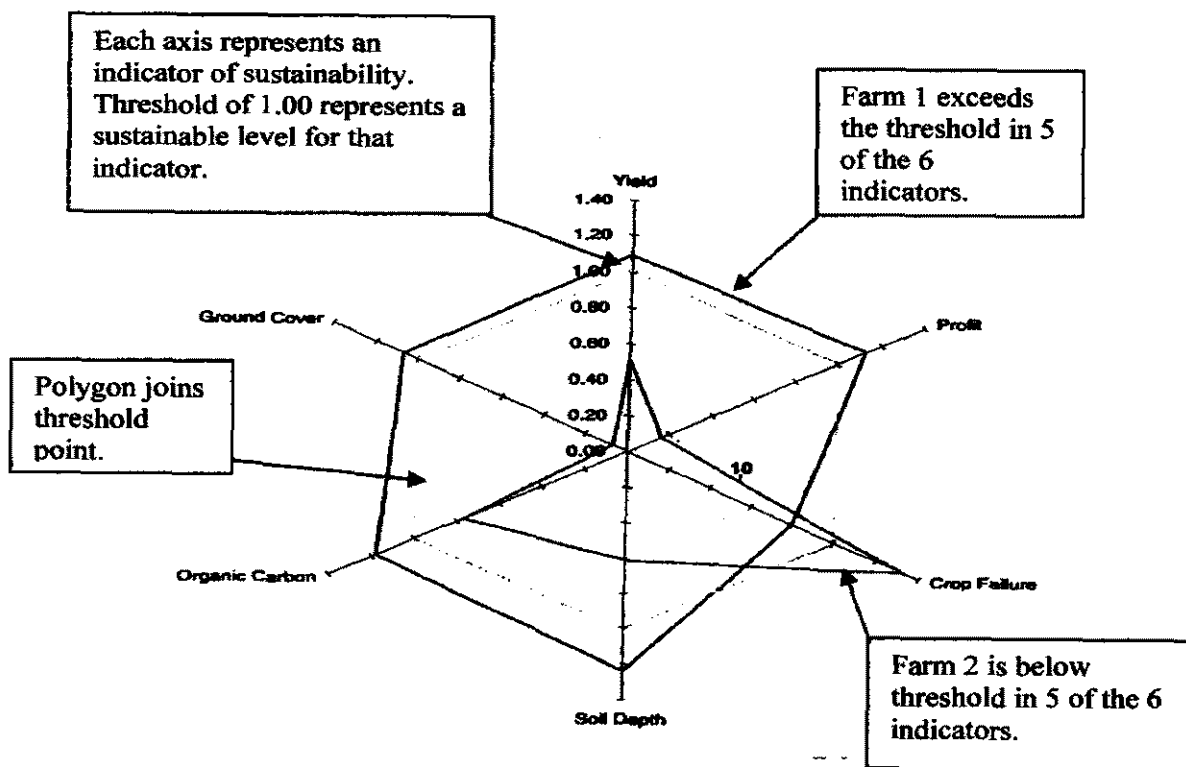 Each axis represents an
indicator of sustainability.
Threshold of 1.00 represents a
sustainable level for that
indicator.
Farm 1 exceeds
the threshold in 5
of the 6
indicators.
Yield
1.40
1.20
1.00
0.80
0.60
0.40
0.20
0.00
Ground Cover
Profit
Polygon joins
threshold
point.
10
Organic Carbon
Crop Failure
Soil Depth
Farm 2 is below
threshold in 5 of the 6
indicators.